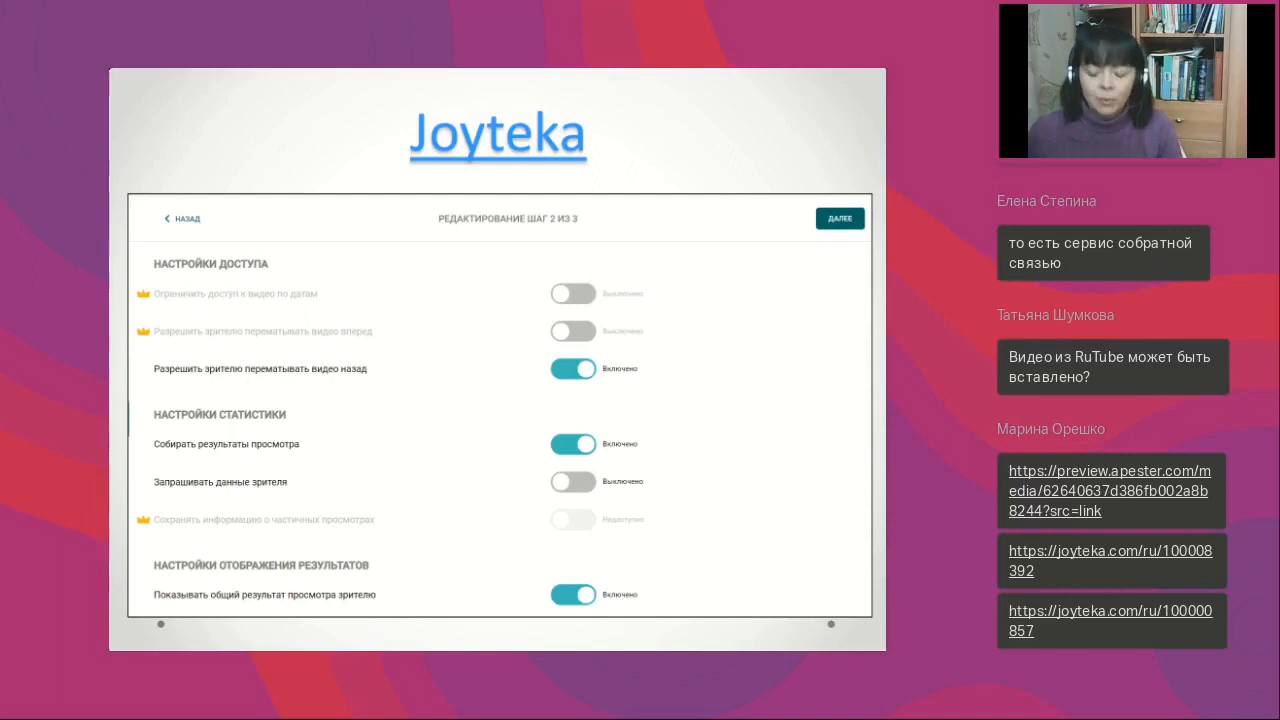 Joyteka
НАЗАД
РЕДАКТИРОВАНИЕ ШАГ 2 ИЗ 3
ДАЛЕЕ
НАСТРОЙКИ ДОСТУПА
Ограничить доступ к видео по датам
Выключено
Разрешить зрителю перематывать видео вперед
Выключено
Разрешить зрителю перематывать видео назад
Включено
НАСТРОЙКИ СТАТИСТИКИ
Собирать результаты просмотра
Включено
Запрашивать данные зрителя
Выключено
Сохранять информацию о частичных просмотрах
Недоступно
НАСТРОЙКИ ОТОБРАЖЕНИЯ РЕЗУЛЬТАТОВ
Показывать общий результат просмотра зрителю
Включено
Елена Степина
то есть сервис собратной
связью
Татьяна Шумкова
Видео из RuTube может быть
вставлено?
Марина Орешко
https://preview.apester.com/m
edia/62640637d386fb002a8b
8244?src=link
https://joyteka.com/ru/100008
392
https://joyteka.com/ru/100000
857